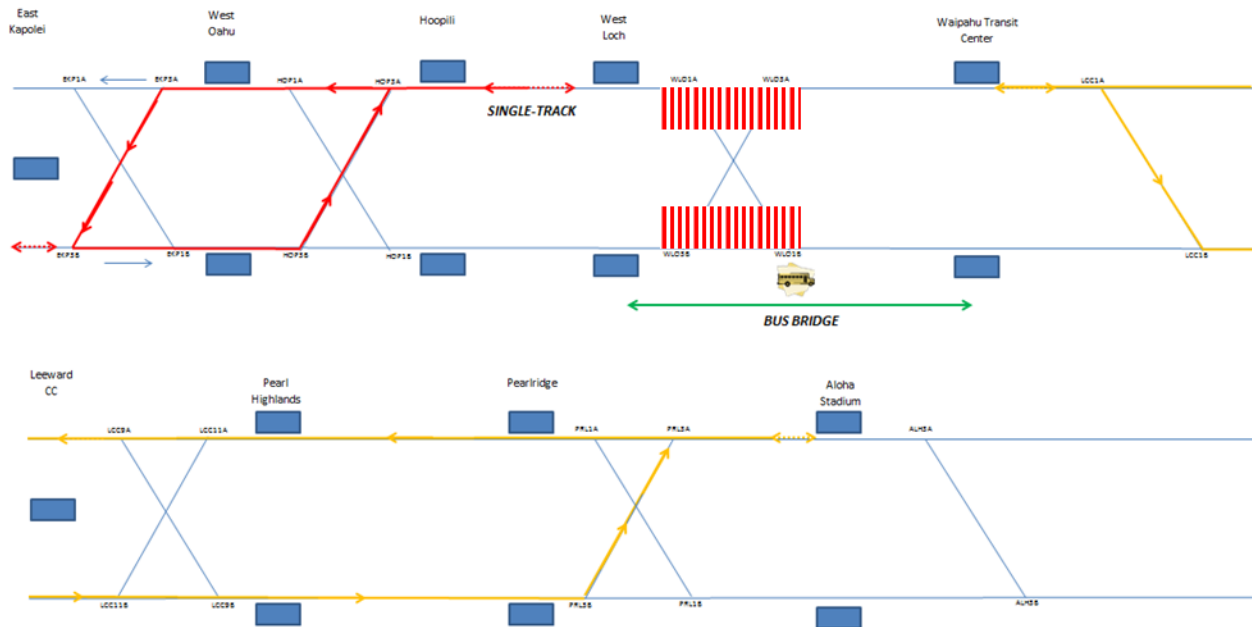 East
Kapolei
West
Oahu
Hoopili
West
Loch
Waipahu Transit
Center
EKP1A
EKP3A
HOP1A
HOP3A
WLO1A
WLO3A
LCC1A
SINGLE-TRACK
EKP3B
EKP1B
HOP3B
HOP1B
WLO3B
WLO1B
LCC1B
BUS BRIDGE
Leeward
CC
Pearl
Highlands
Pearlridge
Aloha
Stadium
LCC9A
LCC11A
PRL1A
PRL3A
ALH3A
LCC11B
LCC9B
PRL3B
PRL1B
ALH3B